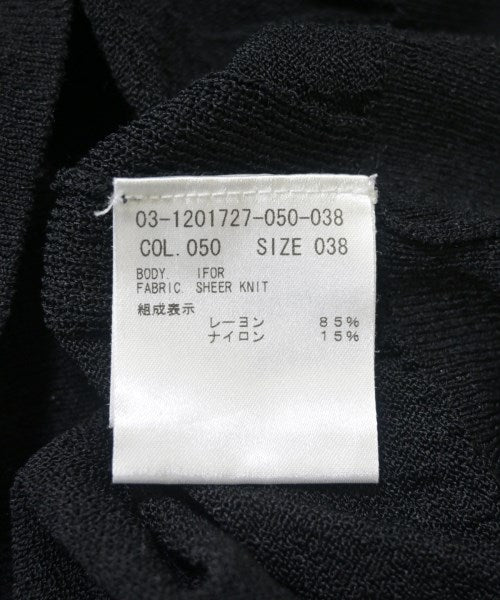 03-1201727-050-038
COL.050 SIZE 038
BODY. IFOR
FABRIC. SHEER KNIT
組成表示
レーヨン 85%
ナイロン 15%